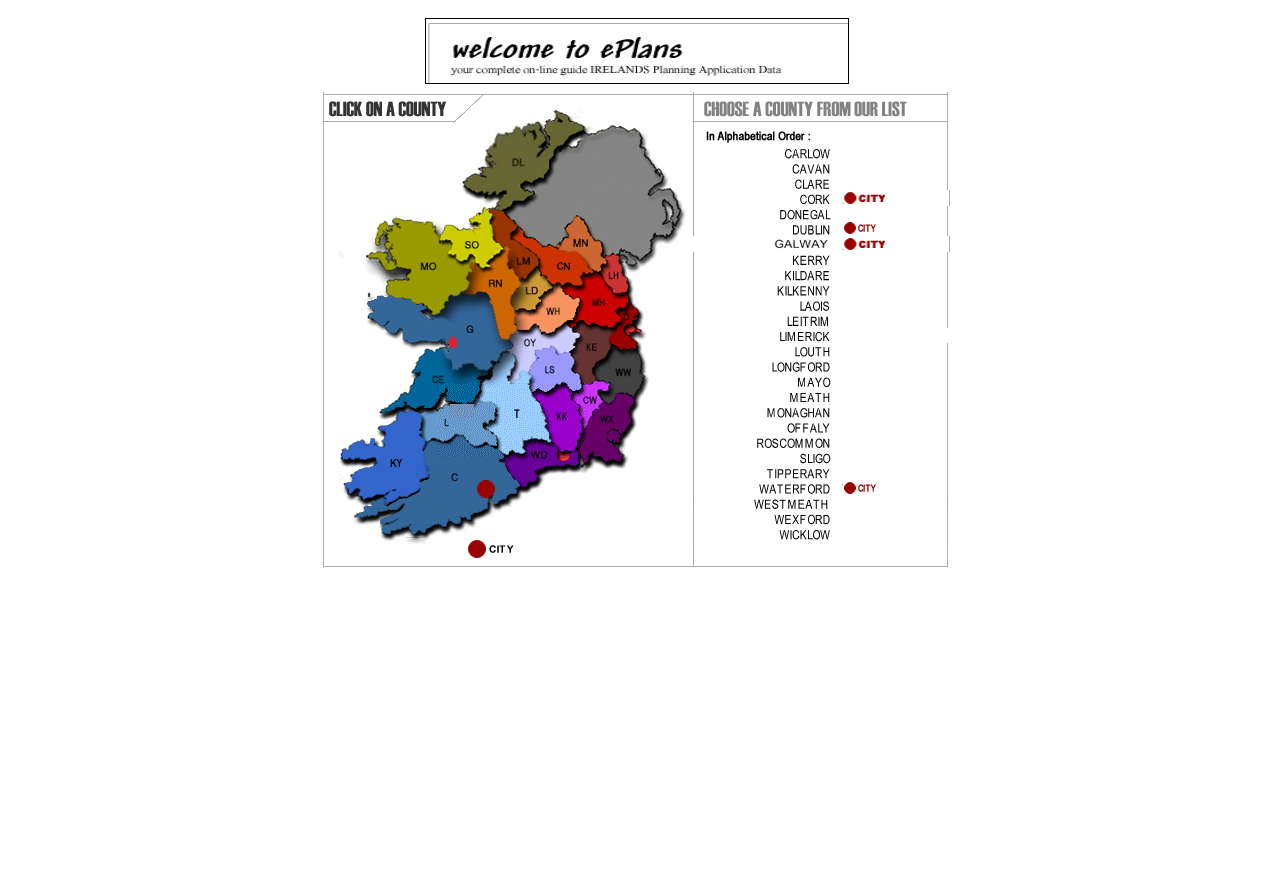 welcome to ePlans
your complete on-line guide IRELANDS Planning Application Data
CLICK ON A COUNTY
CHOOSE A COUNTY FROM OUR LIST
DL
SO
MN
MO
LM
CN
RN
LH
LD
MH
WH
D
G
OY
KE
LS
WW
CE
CW
T
KK
WX
L
WD
KY
C
CITY
In Alphabetical Order :
CARLOW
CAVAN
CLARE
CORK CITY
DONEGAL
DUBLIN CITY
GALWAY CITY
KERRY
KILDARE
KILKENNY
LAOIS
LEITRIM
LIMERICK
LOUTH
LONGFORD
MAYO
MEATH
MONAGHAN
OFFALY
ROSCOMMON
SLIGO
TIPPERARY
WATERFORD CITY
WESTMEATH
WEXFORD
WICKLOW